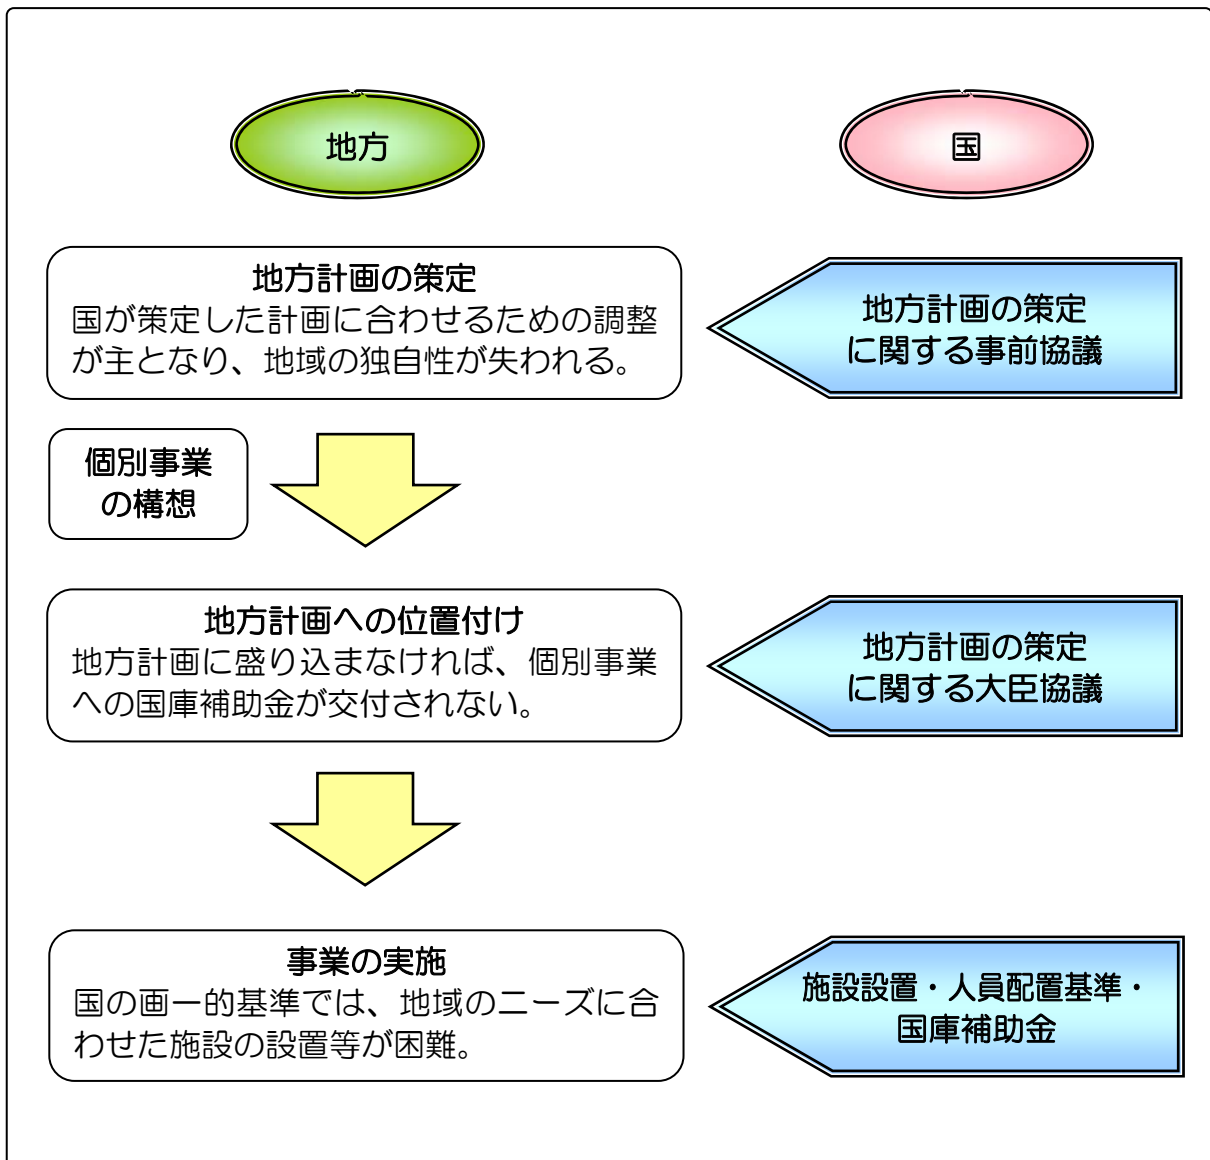 地方
国
地方計画の策定
国が策定した計画に合わせるための調整
が主となり、地域の独自性が失われる。
地方計画の策定
に関する事前協議
個別事業
の構想
地方計画への位置付け
地方計画に盛り込まなければ、個別事業
への国庫補助金が交付されない。
地方計画の策定
に関する大臣協議
事業の実施
国の画一的基準では、地域のニーズに合
わせた施設の設置等が困難。
施設設置・人員配置基準・
国庫補助金